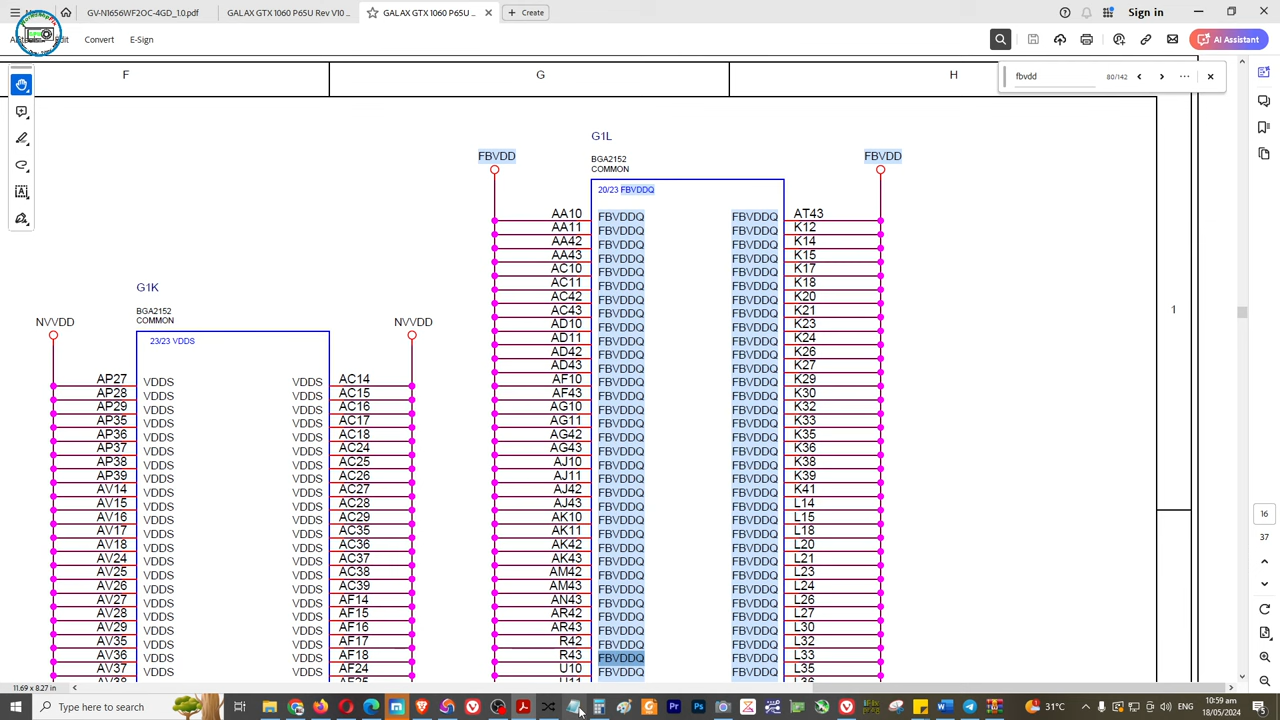 GV-N1656WF2OC-4GD_1.0.pdf
GALAX GTX 1060 P65U Rev V10 ...
GALAX GTX 1060 P65U ...
Create
Sign in
Edit
Convert
E-Sign
AI Assistant
F
G
H
fbvdd
80/142
G1L
FBVDD
BGA2152
COMMON
FBVDD
20/23 FBVDDQ
AA10 FBVDDQ FBVDDQ AT43
AA11 FBVDDQ FBVDDQ K12
AA42 FBVDDQ FBVDDQ K14
AA43 FBVDDQ FBVDDQ K15
AC10 FBVDDQ FBVDDQ K17
AC11 FBVDDQ FBVDDQ K18
AC42 FBVDDQ FBVDDQ K20
AC43 FBVDDQ FBVDDQ K21
AD10 FBVDDQ FBVDDQ K23
AD11 FBVDDQ FBVDDQ K24
AD42 FBVDDQ FBVDDQ K26
AD43 FBVDDQ FBVDDQ K27
AF10 FBVDDQ FBVDDQ K29
AF43 FBVDDQ FBVDDQ K30
AG10 FBVDDQ FBVDDQ K32
AG11 FBVDDQ FBVDDQ K33
AG42 FBVDDQ FBVDDQ K35
AG43 FBVDDQ FBVDDQ K36
AJ10 FBVDDQ FBVDDQ K38
AJ11 FBVDDQ FBVDDQ K39
AJ42 FBVDDQ FBVDDQ K41
AJ43 FBVDDQ FBVDDQ L14
AK10 FBVDDQ FBVDDQ L15
AK11 FBVDDQ FBVDDQ L18
AK42 FBVDDQ FBVDDQ L20
AK43 FBVDDQ FBVDDQ L21
AM42 FBVDDQ FBVDDQ L23
AM43 FBVDDQ FBVDDQ L24
AN43 FBVDDQ FBVDDQ L26
AR42 FBVDDQ FBVDDQ L27
AR43 FBVDDQ FBVDDQ L30
R42 FBVDDQ FBVDDQ L32
R43 FBVDDQ FBVDDQ L33
U10 FBVDDQ FBVDDQ L35
U11 L36
G1K
BGA2152
COMMON
NVVDD
NVVDD
23/23 VDDS
AP27 VDDS VDDS AC14
AP28 VDDS VDDS AC15
AP29 VDDS VDDS AC16
AP35 VDDS VDDS AC17
AP36 VDDS VDDS AC18
AP37 VDDS VDDS AC24
AP38 VDDS VDDS AC25
AP39 VDDS VDDS AC26
AV14 VDDS VDDS AC27
AV15 VDDS VDDS AC28
AV16 VDDS VDDS AC29
AV17 VDDS VDDS AC35
AV18 VDDS VDDS AC36
AV24 VDDS VDDS AC37
AV25 VDDS VDDS AC38
AV26 VDDS VDDS AC39
AV27 VDDS VDDS AF14
AV28 VDDS VDDS AF15
AV29 VDDS VDDS AF16
AV35 VDDS VDDS AF17
AV36 VDDS VDDS AF18
AV37 VDDS VDDS AF24
AV38 AF25
1
16
37
11.69 x 8.27 in
Type here to search
31°C
10:59
18/05/2024